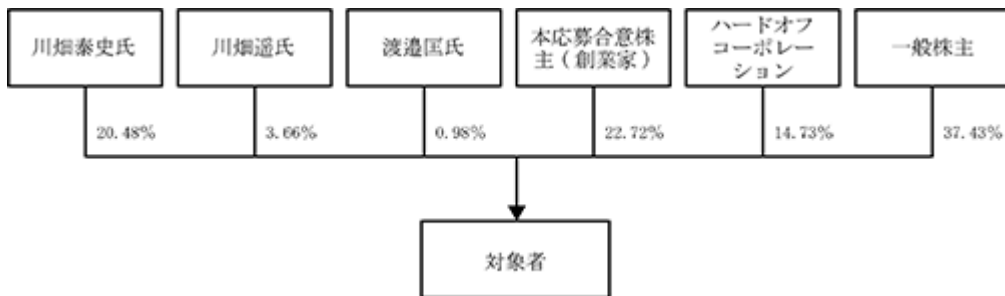 川畑泰史氏
川畑遥氏
渡邉匡氏
本応募合意株
主（創業家）
ハードオフ
コーポレー
ション
一般株主
20.48%
3.66%
0.98%
22.72%
14.73%
37.43%
対象者